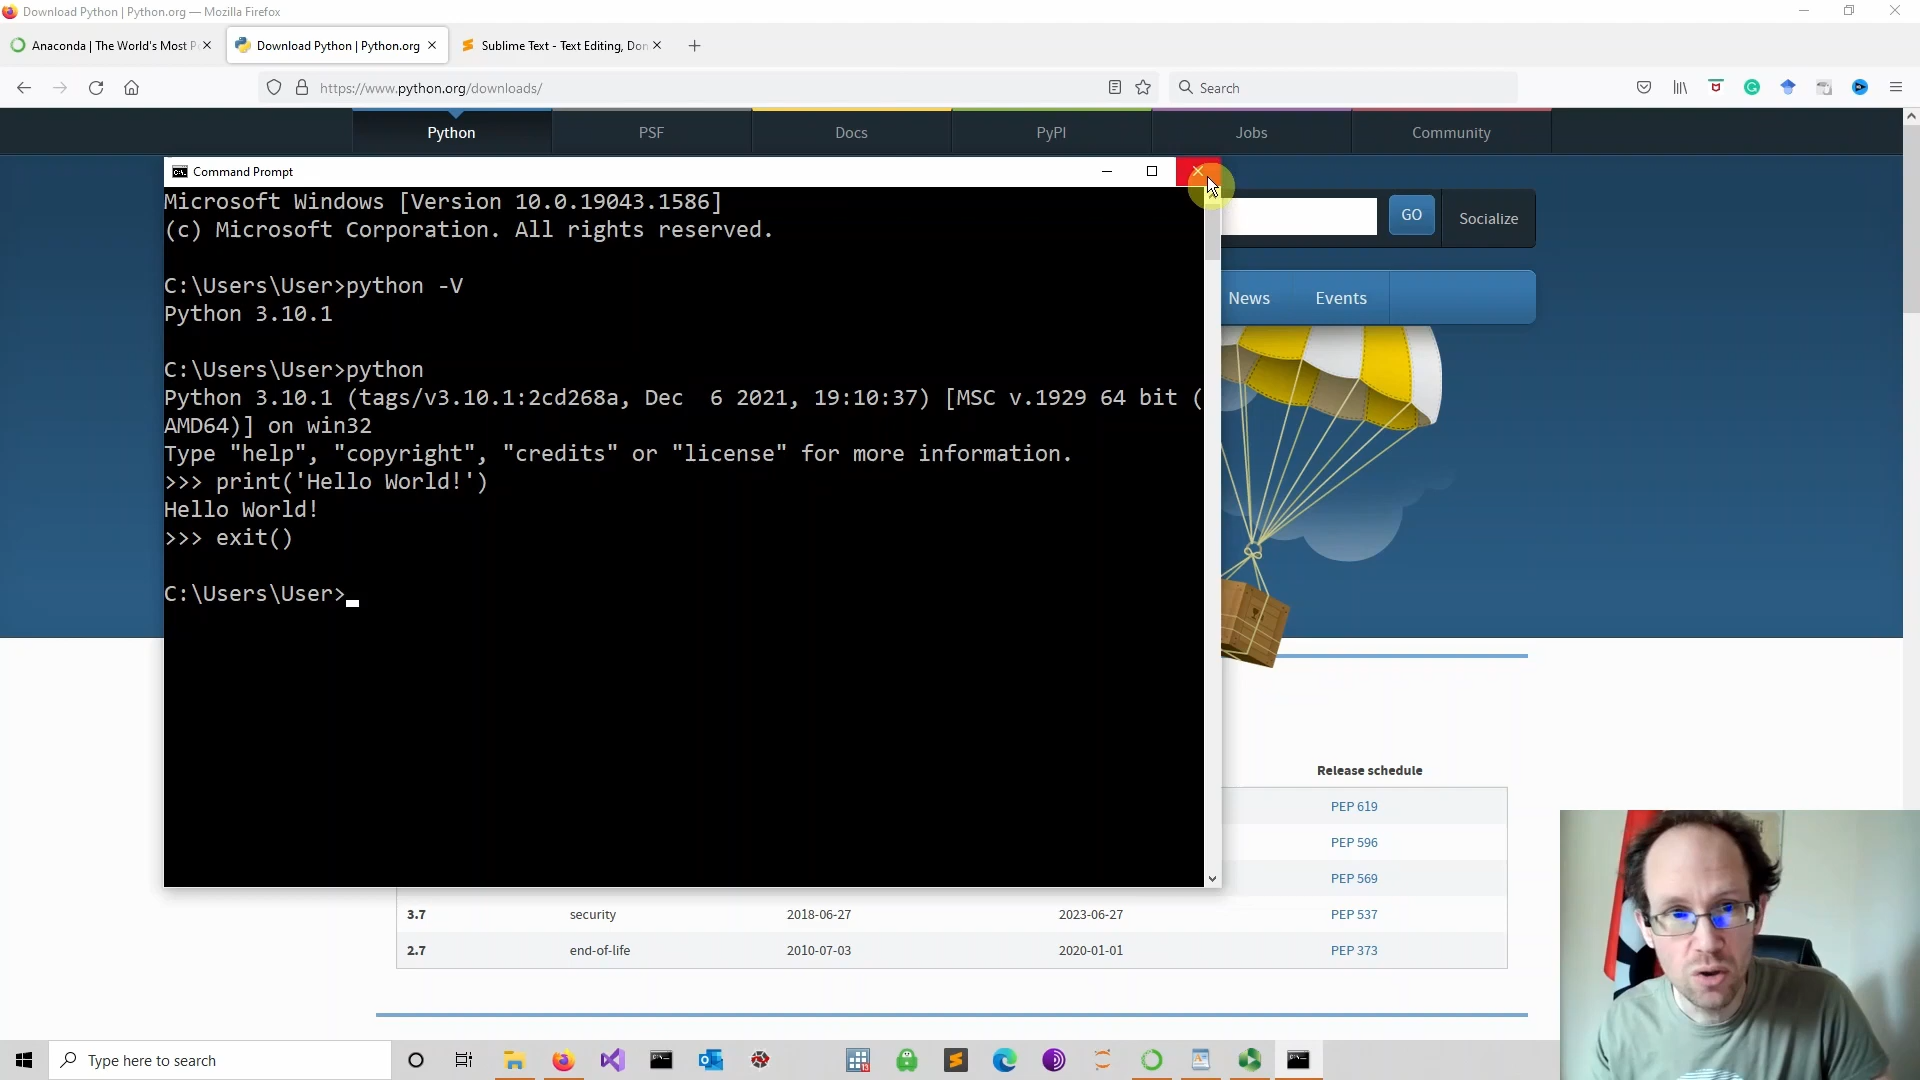 Download Python | Python.org — Mozilla Firefox
Anaconda | The World's Most P
Download Python | Python.org
Sublime Text - Text Editing, Don
https://www.python.org/downloads/
Search
Python
PSF
Docs
PyPI
Jobs
Community
Command Prompt
GO
Socialize
News
Events
Microsoft Windows [Version 10.0.19043.1586]
(c) Microsoft Corporation. All rights reserved.
C:\Users\User>python -V
Python 3.10.1
C:\Users\User>python
Python 3.10.1 (tags/v3.10.1:2cd268a, Dec  6 2021, 19:10:37) [MSC v.1929 64 bit (
AMD64)] on win32
Type "help", "copyright", "credits" or "license" for more information.
>>> print('Hello World!')
Hello World!
>>> exit()
C:\Users\User>
Release schedule
PEP 619
PEP 596
PEP 569
3.7 security 2018-06-27 2023-06-27 PEP 537
2.7 end-of-life 2010-07-03 2020-01-01 PEP 373
Type here to search